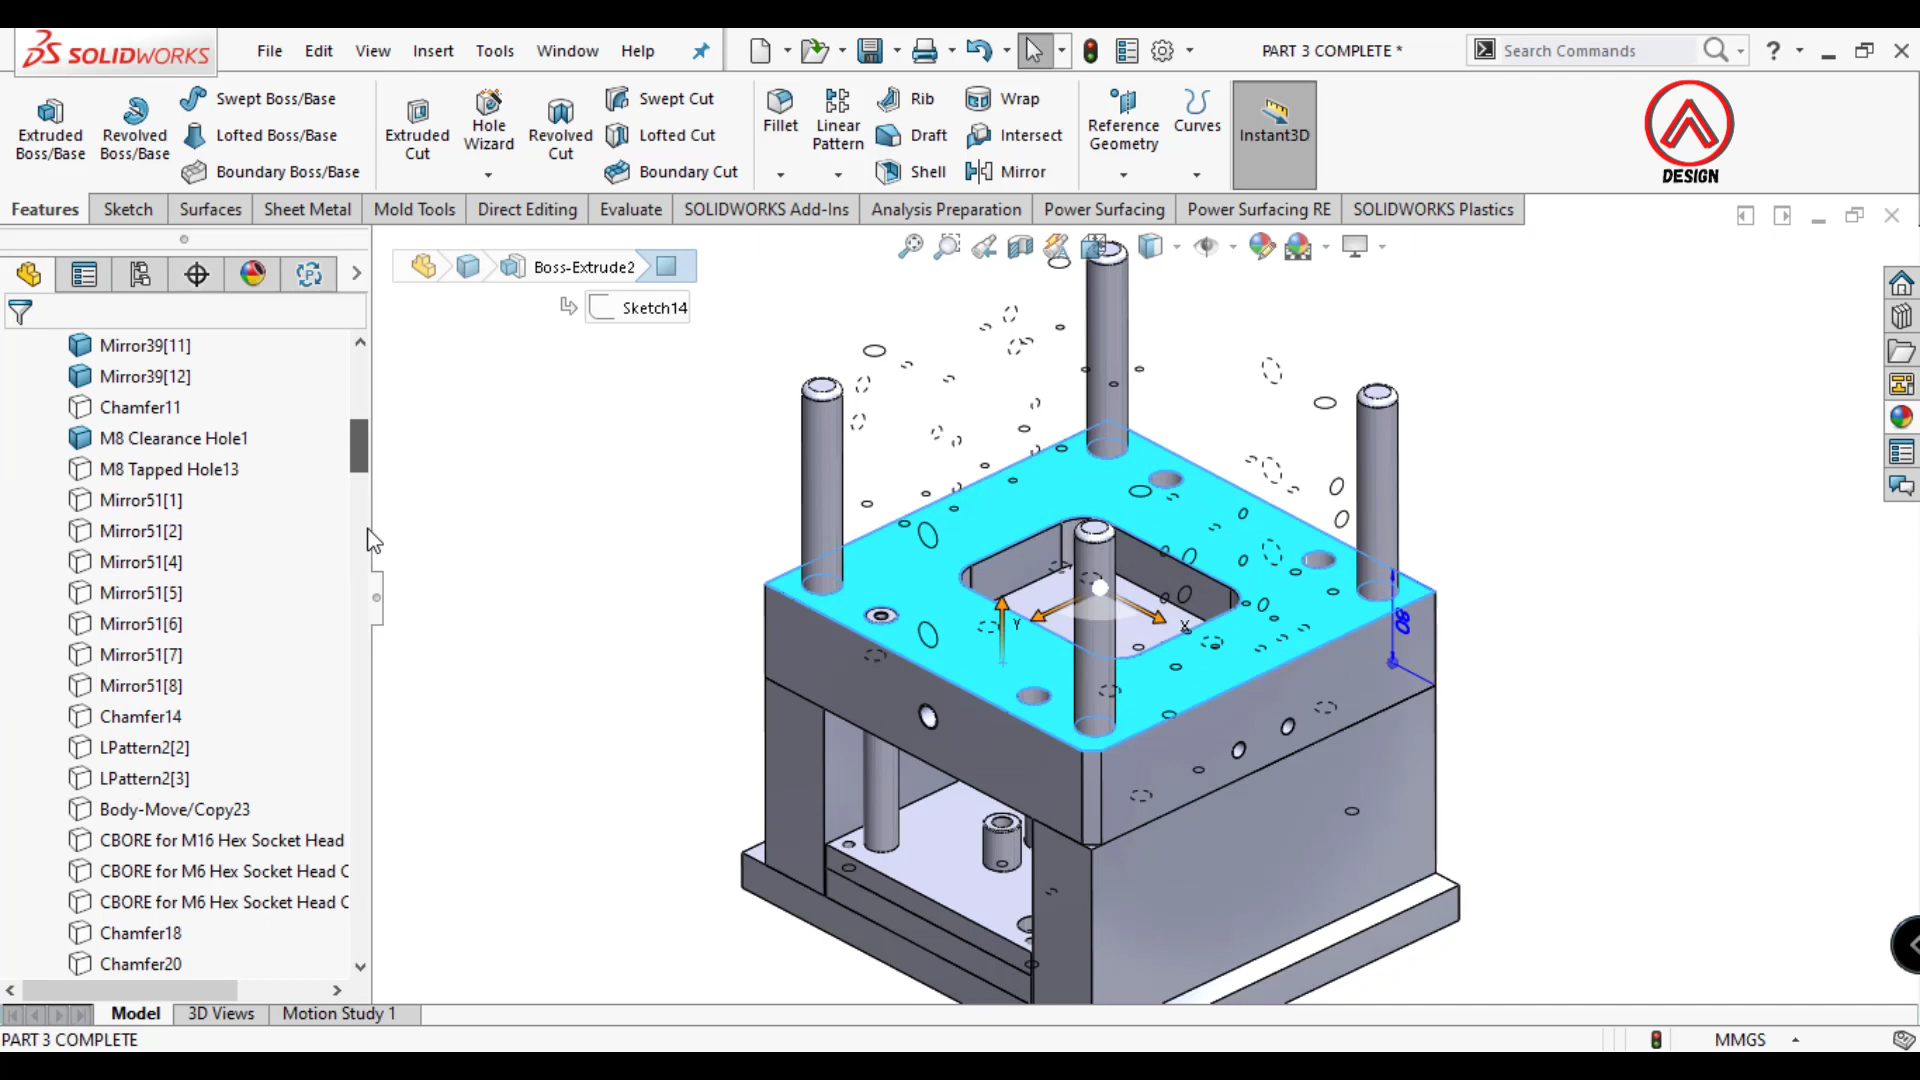 SOLIDWORKS
File Edit View Insert Tools Window Help
PART 3 COMPLETE *
Search Commands
?
Extruded Boss/Base
Revolved Boss/Base
Swept Boss/Base
Lofted Boss/Base
Boundary Boss/Base
Extruded Cut
Hole Wizard
Revolved Cut
Swept Cut
Lofted Cut
Boundary Cut
Fillet
Linear Pattern
Rib
Draft
Shell
Wrap
Intersect
Mirror
Reference Geometry
Curves
Instant3D
DESIGN
Features Sketch Surfaces Sheet Metal Mold Tools Direct Editing Evaluate SOLIDWORKS Add-Ins Analysis Preparation Power Surfacing Power Surfacing RE SOLIDWORKS Plastics
Boss-Extrude2
Sketch14
Mirror39[11]
Mirror39[12]
Chamfer11
M8 Clearance Hole1
M8 Tapped Hole13
Mirror51[1]
Mirror51[2]
Mirror51[4]
Mirror51[5]
Mirror51[6]
Mirror51[7]
Mirror51[8]
Chamfer14
LPattern2[2]
LPattern2[3]
Body-Move/Copy23
CBORE for M16 Hex Socket Head
CBORE for M6 Hex Socket Head C
CBORE for M6 Hex Socket Head C
Chamfer18
Chamfer20
Y
X
80
Model 3D Views Motion Study 1
PART 3 COMPLETE
MMGS